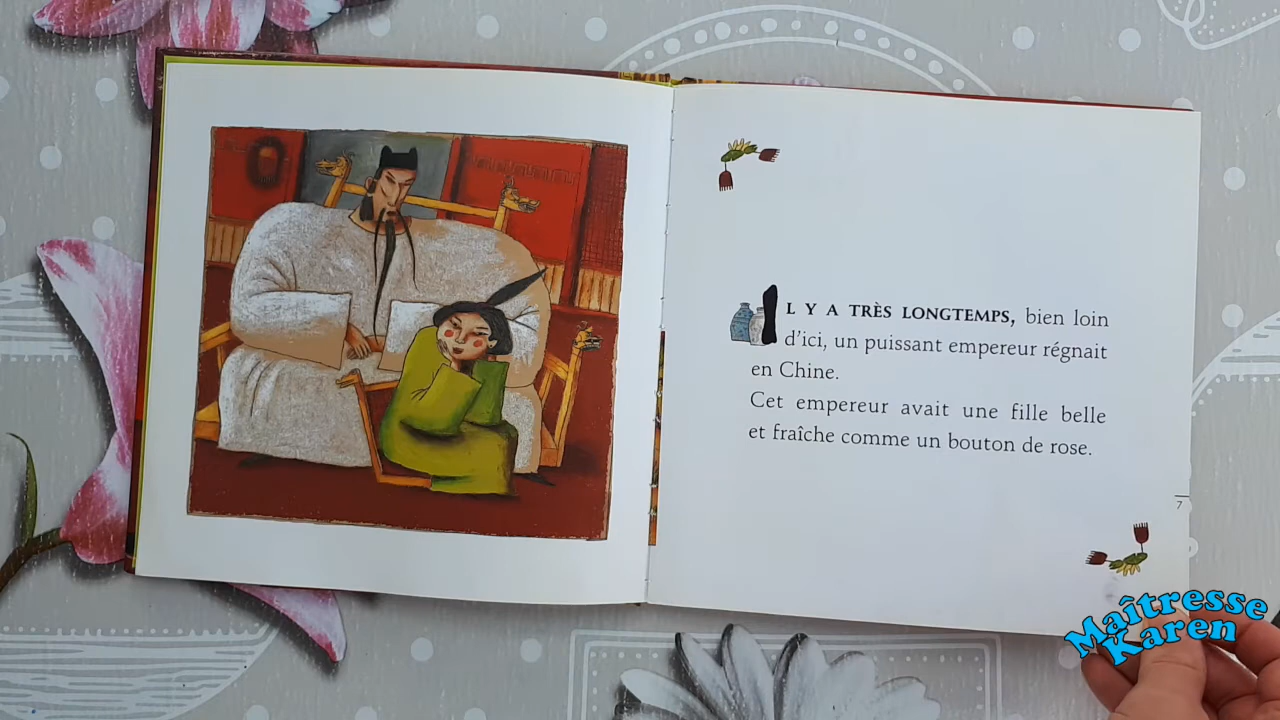 IL Y A TRÈS LONGTEMPS, bien loin
d'ici, un puissant empereur régnait
en Chine.
Cet empereur avait une fille belle
et fraîche comme un bouton de rose.
7
Maîtresse
Karen